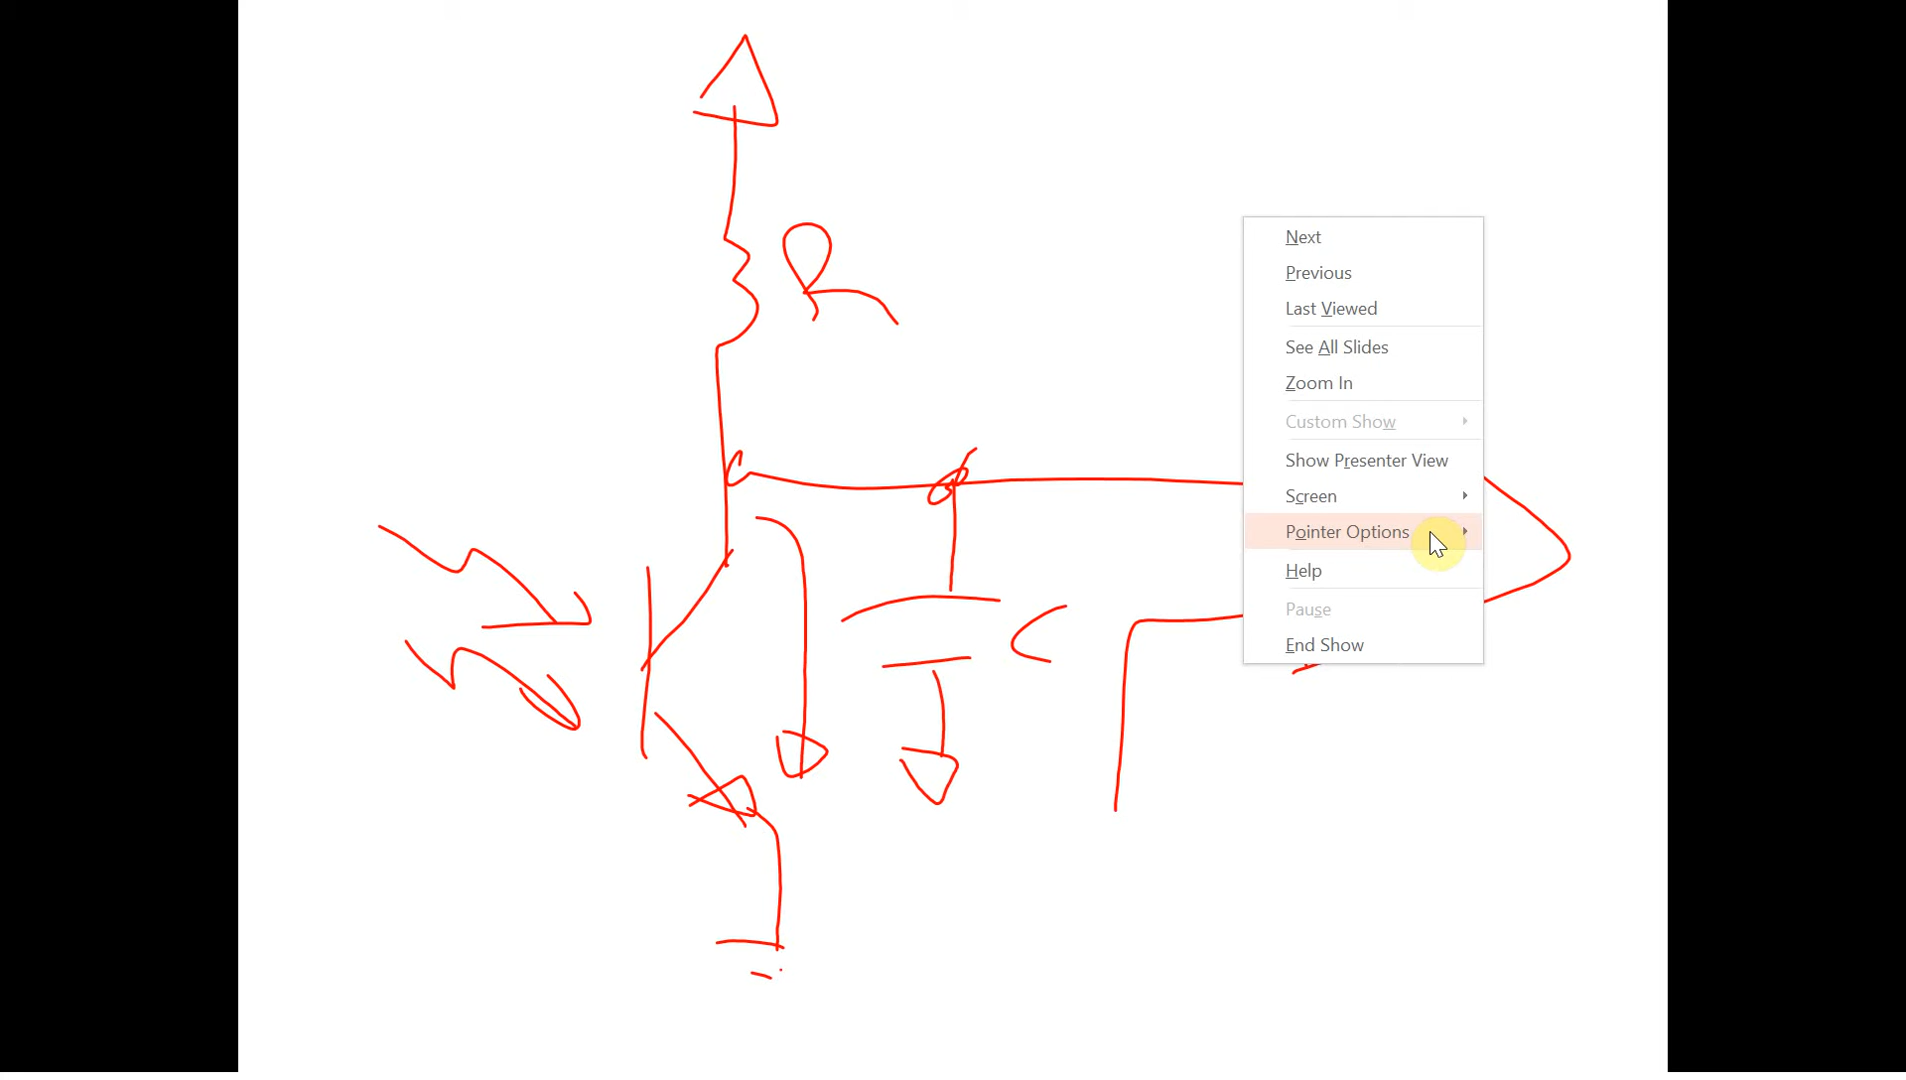 R
C
Next
Previous
Last Viewed
See All Slides
Zoom In
Custom Show
Show Presenter View
Screen
Pointer Options
Help
Pause
End Show